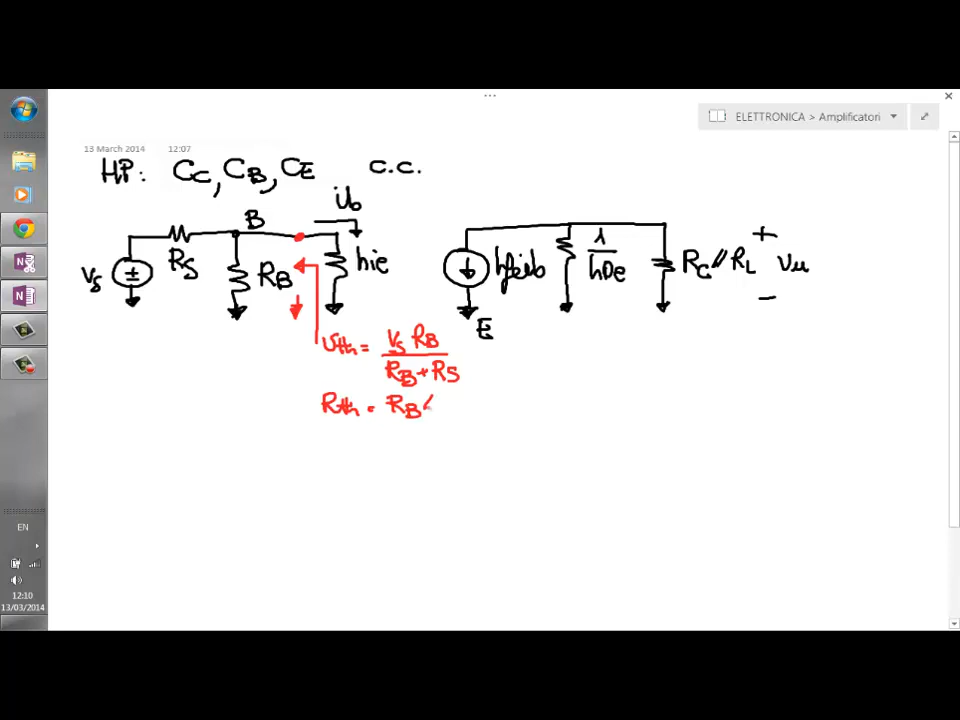 ELETTRONICA > Amplificatori
13 March 2014 12:07
HP: CC, CB, CE c.c.
ib
B
RS
RB
hie
vs
hfeib
1/hoe
RC//RL
+
vu
−
E
vth = vs RB / RB+RS
Rth = RB /
EN
12:10
13/03/2014